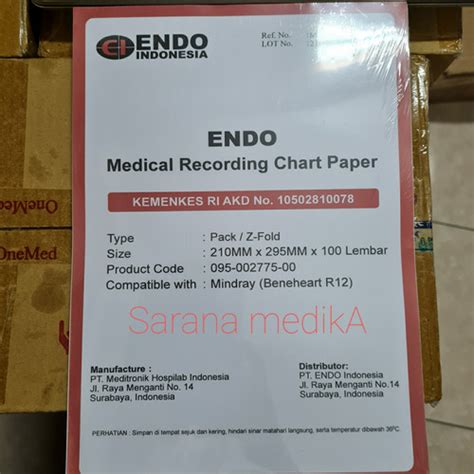 EI ENDO
INDONESIA
Ref. No.
LOT No.
ENDO
Medical Recording Chart Paper
KEMENKES RI AKD No. 10502810078
Type : Pack / Z-Fold
Size : 210MM x 295MM x 100 Lembar
Product Code : 095-002775-00
Compatible with : Mindray (Beneheart R12)
Sarana medikA
Manufacture :
PT. Meditronik Hospilab Indonesia
Jl. Raya Menganti No. 14
Surabaya, Indonesia
Distributor:
PT. ENDO Indonesia
Jl. Raya Menganti No.14
Surabaya, Indonesia
PERHATIAN : Simpan di tempat sejuk dan kering, hindari sinar matahari langsung, serta temperatur dibawah 36⁰C.
OneMed
OneMed